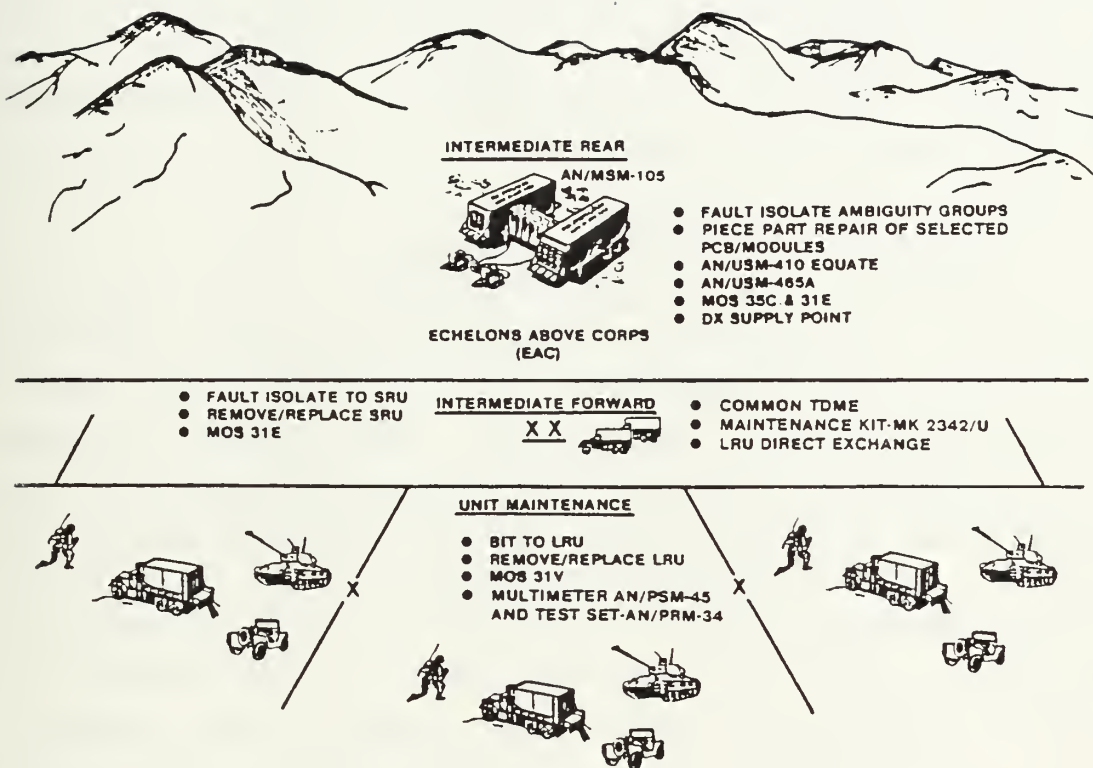 INTERMEDIATE REAR
AN/MSM-105
● FAULT ISOLATE AMBIGUITY GROUPS
● PIECE PART REPAIR OF SELECTED
PCB/MODULES
● AN/USM-410 EQUATE
● AN/USM-465A
● MOS 35C & 31E
● DX SUPPLY POINT
ECHELONS ABOVE CORPS
(EAC)
● FAULT ISOLATE TO SRU
● REMOVE/REPLACE SRU
● MOS 31E
INTERMEDIATE FORWARD
X X
● COMMON TDME
● MAINTENANCE KIT-MK 2342/U
● LRU DIRECT EXCHANGE
UNIT MAINTENANCE
● BIT TO LRU
● REMOVE/REPLACE LRU
● MOS 31V
● MULTIMETER AN/PSM-45
AND TEST SET-AN/PRM-34
X
X